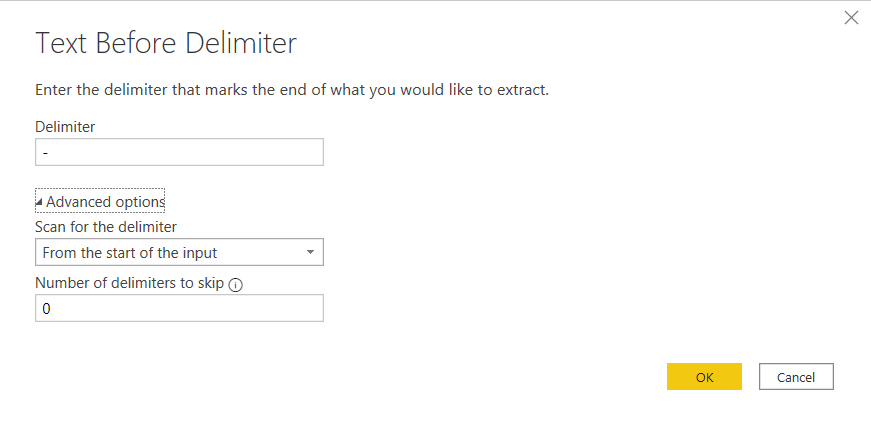 Text Before Delimiter
Enter the delimiter that marks the end of what you would like to extract.
Delimiter
-
Advanced options
Scan for the delimiter
From the start of the input
Number of delimiters to skip
0
OK Cancel